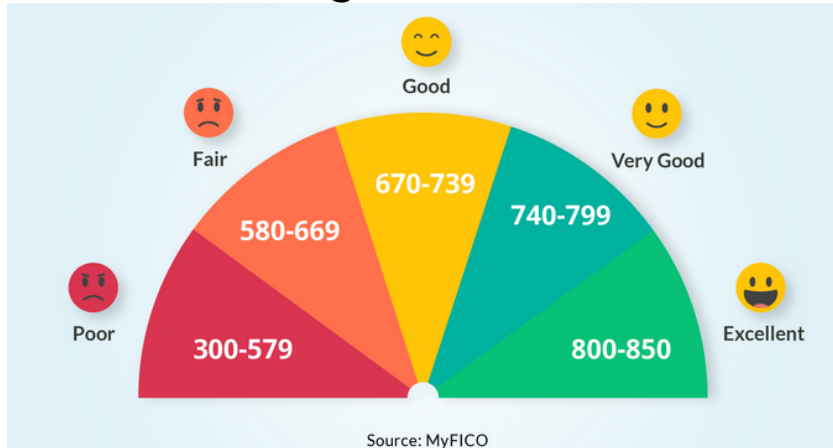 Good
Fair
Very Good
670-739
580-669
740-799
Poor
Excellent
300-579
800-850
Source: MyFICO